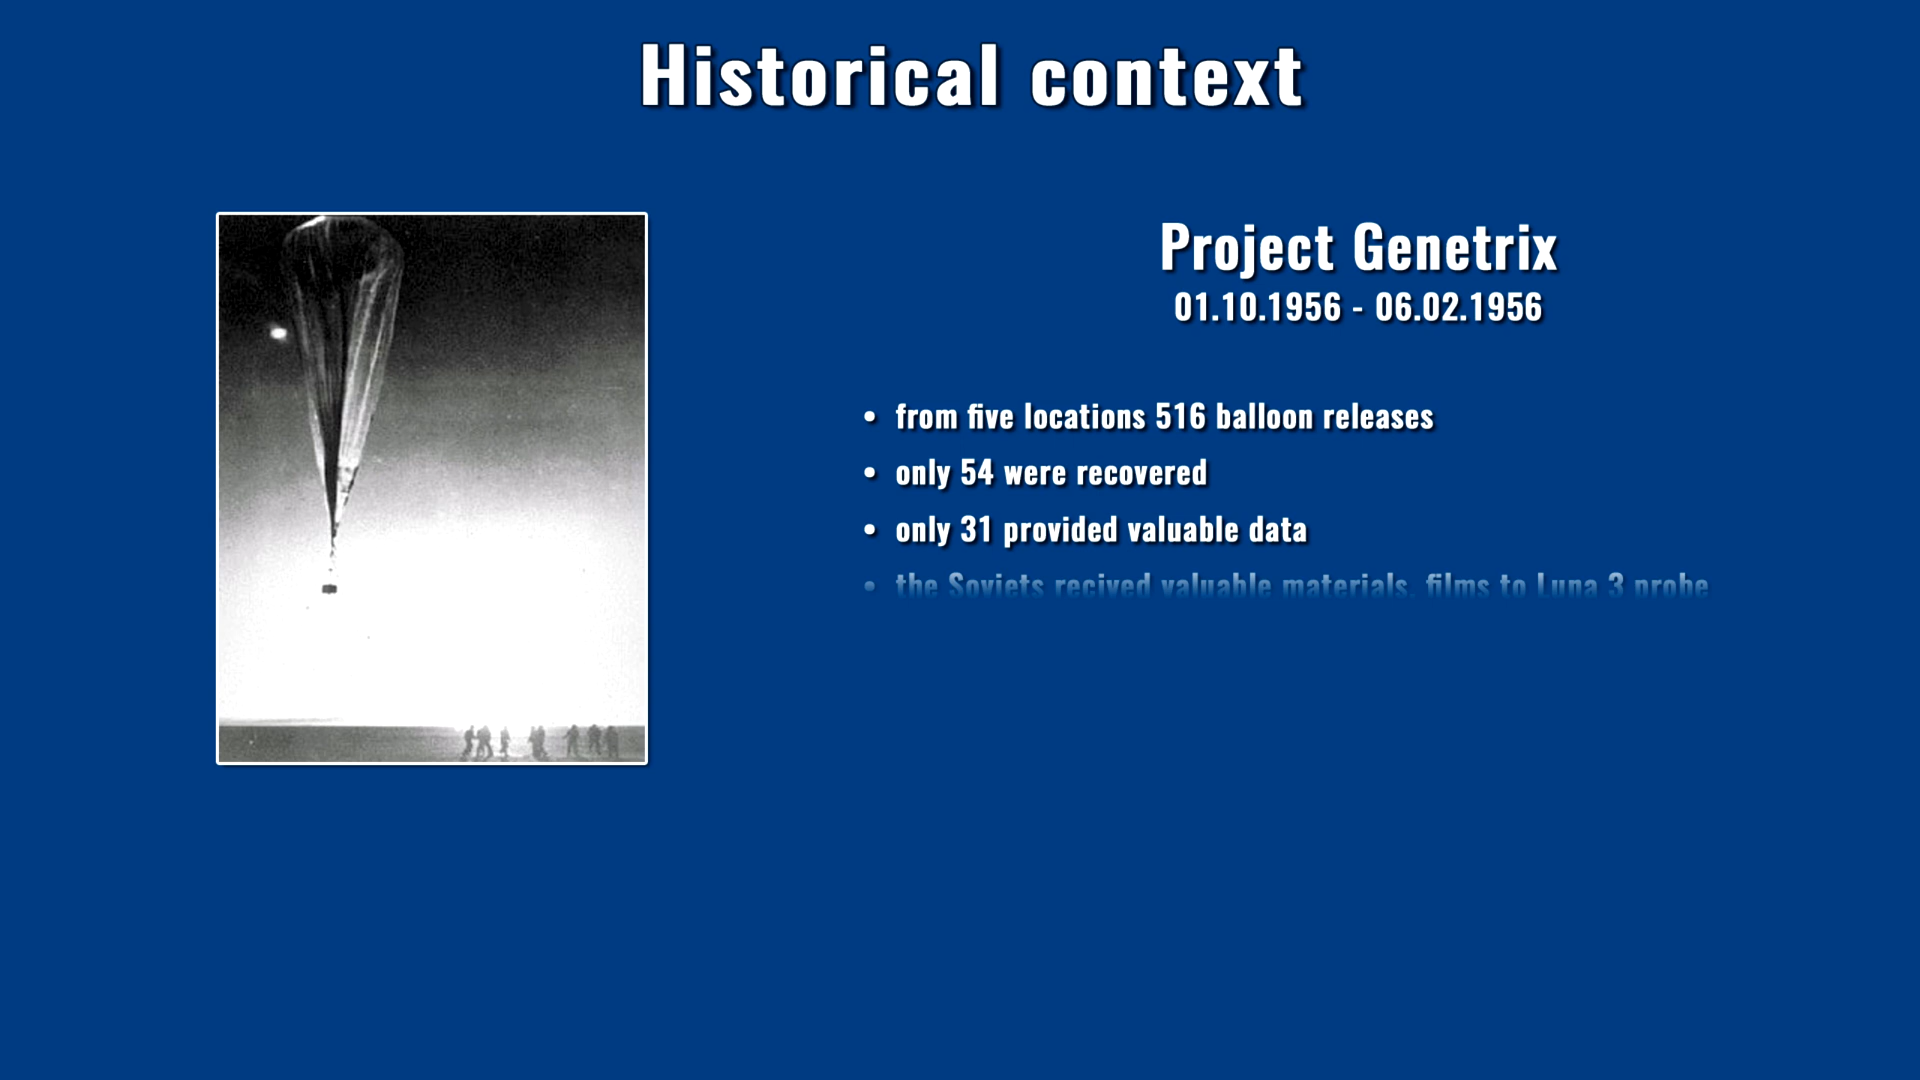 Historical context
Project Genetrix
01.10.1956 - 06.02.1956
• from five locations 516 balloon releases
• only 54 were recovered
• only 31 provided valuable data
• the Soviets recived valuable materials, films to Luna 3 probe